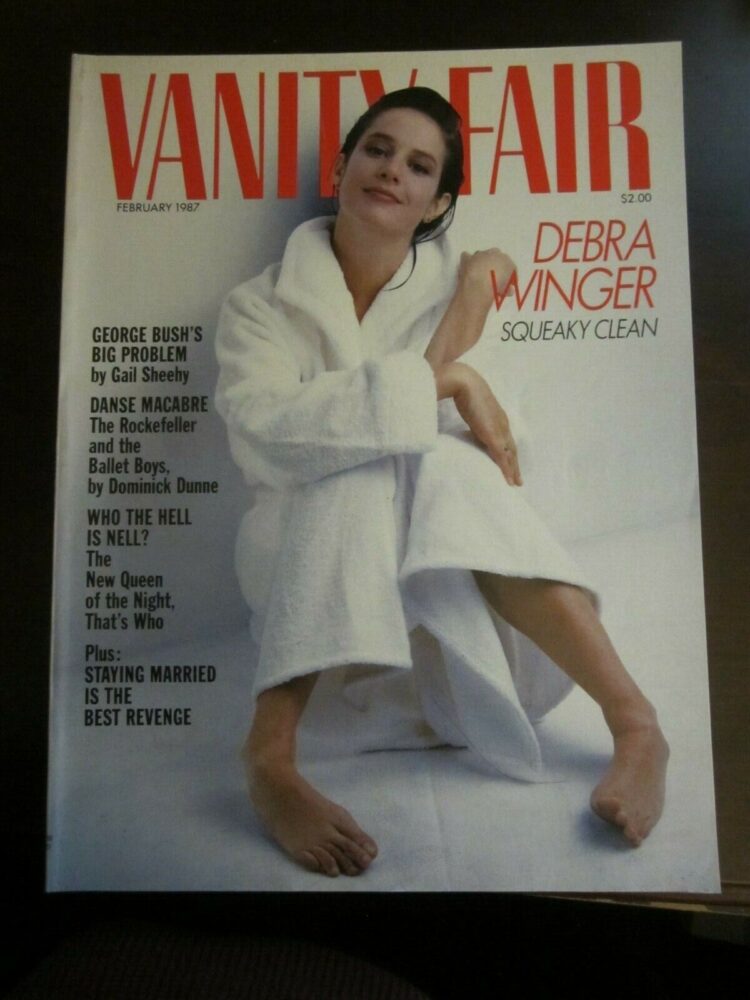 VANITY FAIR
FEBRUARY 1987
$2.00
DEBRA
WINGER
SQUEAKY CLEAN
GEORGE BUSH'S
BIG PROBLEM
by Gail Sheehy
DANSE MACABRE
The Rockefeller
and the
Ballet Boys,
by Dominick Dunne
WHO THE HELL
IS NELL?
The
New Queen
of the Night,
That's Who
Plus:
STAYING MARRIED
IS THE
BEST REVENGE